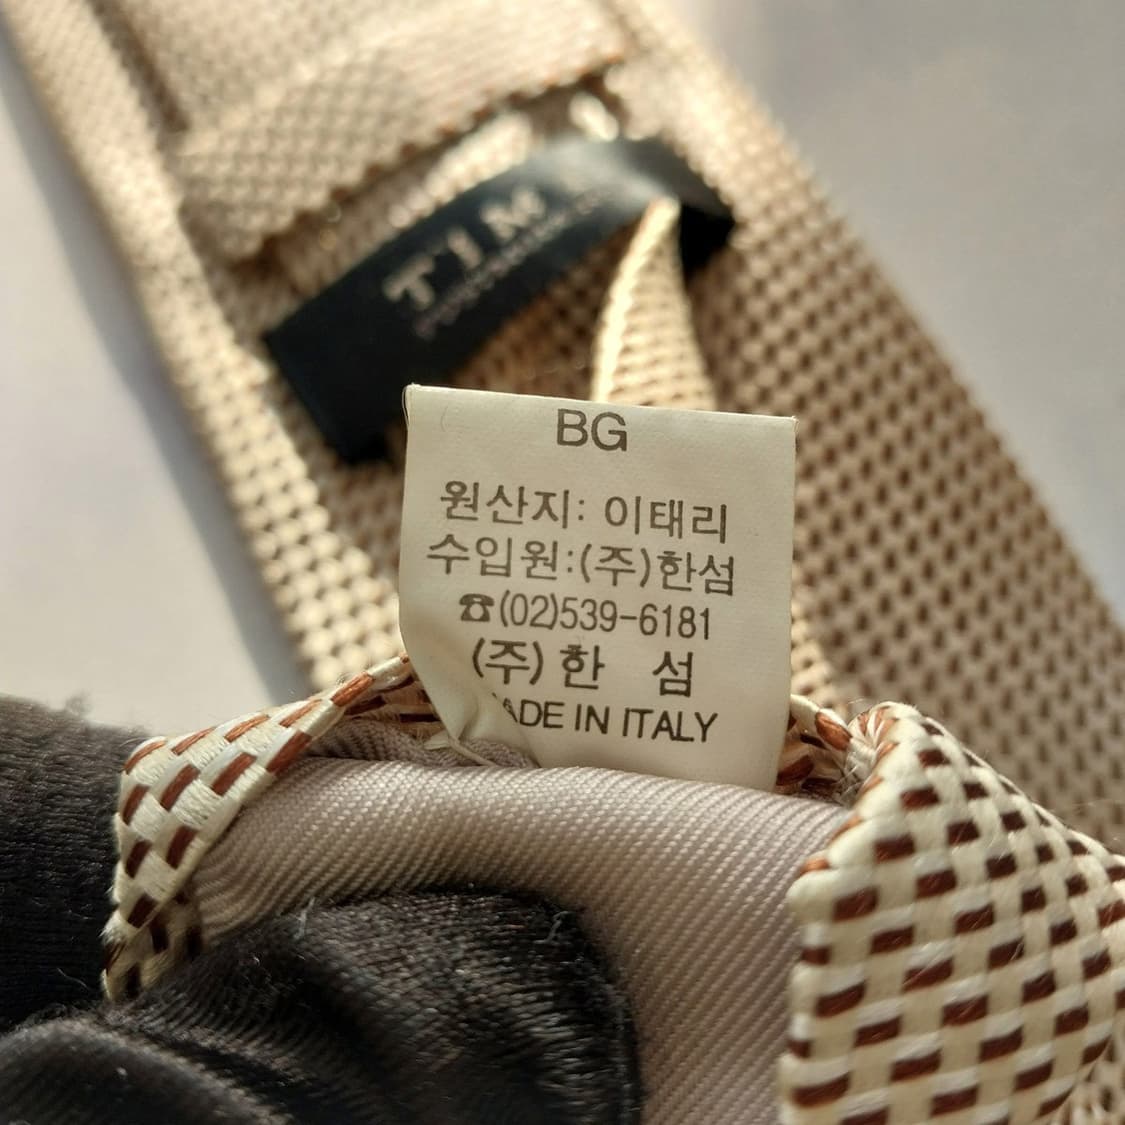 BG
원산지: 이태리
수입원:(주)한섬
☎(02)539-6181
(주) 한 섬
ADE IN ITALY